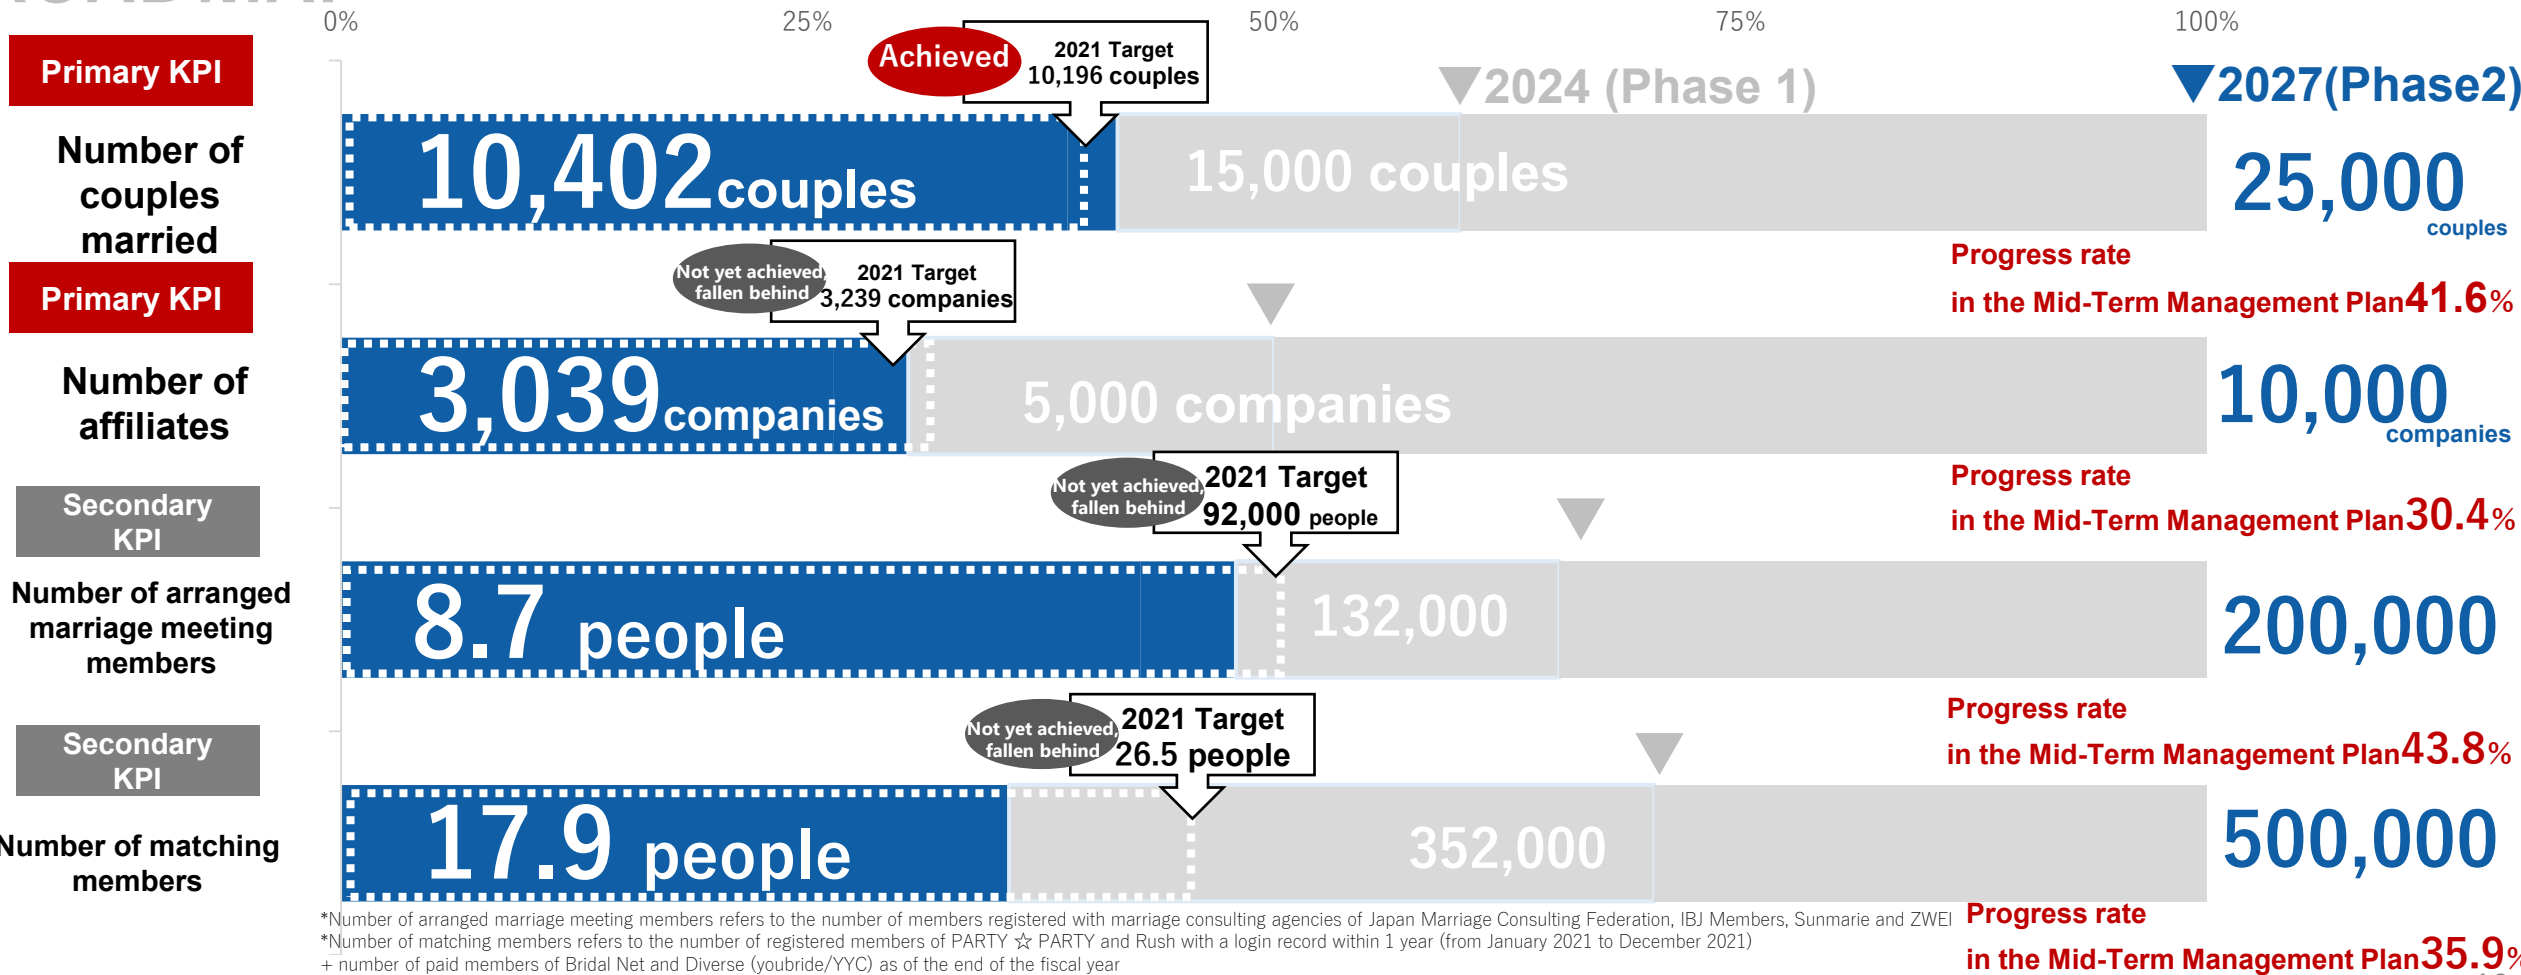 0%
25%
50%
75%
100%
Primary KPI
Achieved
2021 Target
10,196 couples
▼2024 (Phase 1)
▼2027(Phase2)
Number of
couples
married
10,402couples
15,000 couples
25,000
couples
Progress rate
in the Mid-Term Management Plan41.6%
Primary KPI
Not yet achieved,
fallen behind
2021 Target
3,239 companies
Number of
affiliates
3,039companies
5,000 companies
10,000
companies
Progress rate
in the Mid-Term Management Plan30.4%
Secondary
KPI
Not yet achieved,
fallen behind
2021 Target
92,000 people
Number of arranged
marriage meeting
members
8.7 people
132,000
200,000
Progress rate
in the Mid-Term Management Plan43.8%
Secondary
KPI
Not yet achieved,
fallen behind
2021 Target
26.5 people
Number of matching
members
17.9 people
352,000
500,000
Progress rate
in the Mid-Term Management Plan35.9%
*Number of arranged marriage meeting members refers to the number of members registered with marriage consulting agencies of Japan Marriage Consulting Federation, IBJ Members, Sunmarie and ZWEI
*Number of matching members refers to the number of registered members of PARTY ☆ PARTY and Rush with a login record within 1 year (from January 2021 to December 2021)
+ number of paid members of Bridal Net and Diverse (youbride/YYC) as of the end of the fiscal year